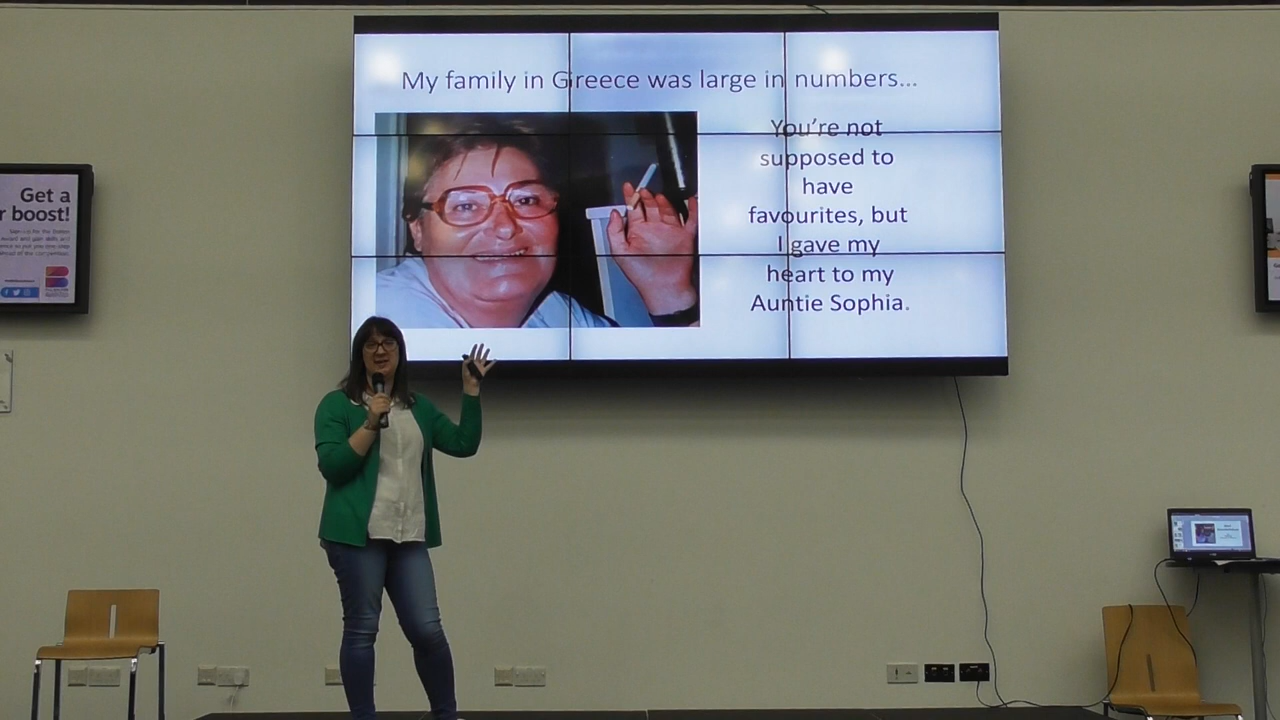 My family in Greece was large in numbers...
You're not
supposed to
have
favourites, but
I gave my
heart to my
Auntie Sophia.
Get a
r boost!